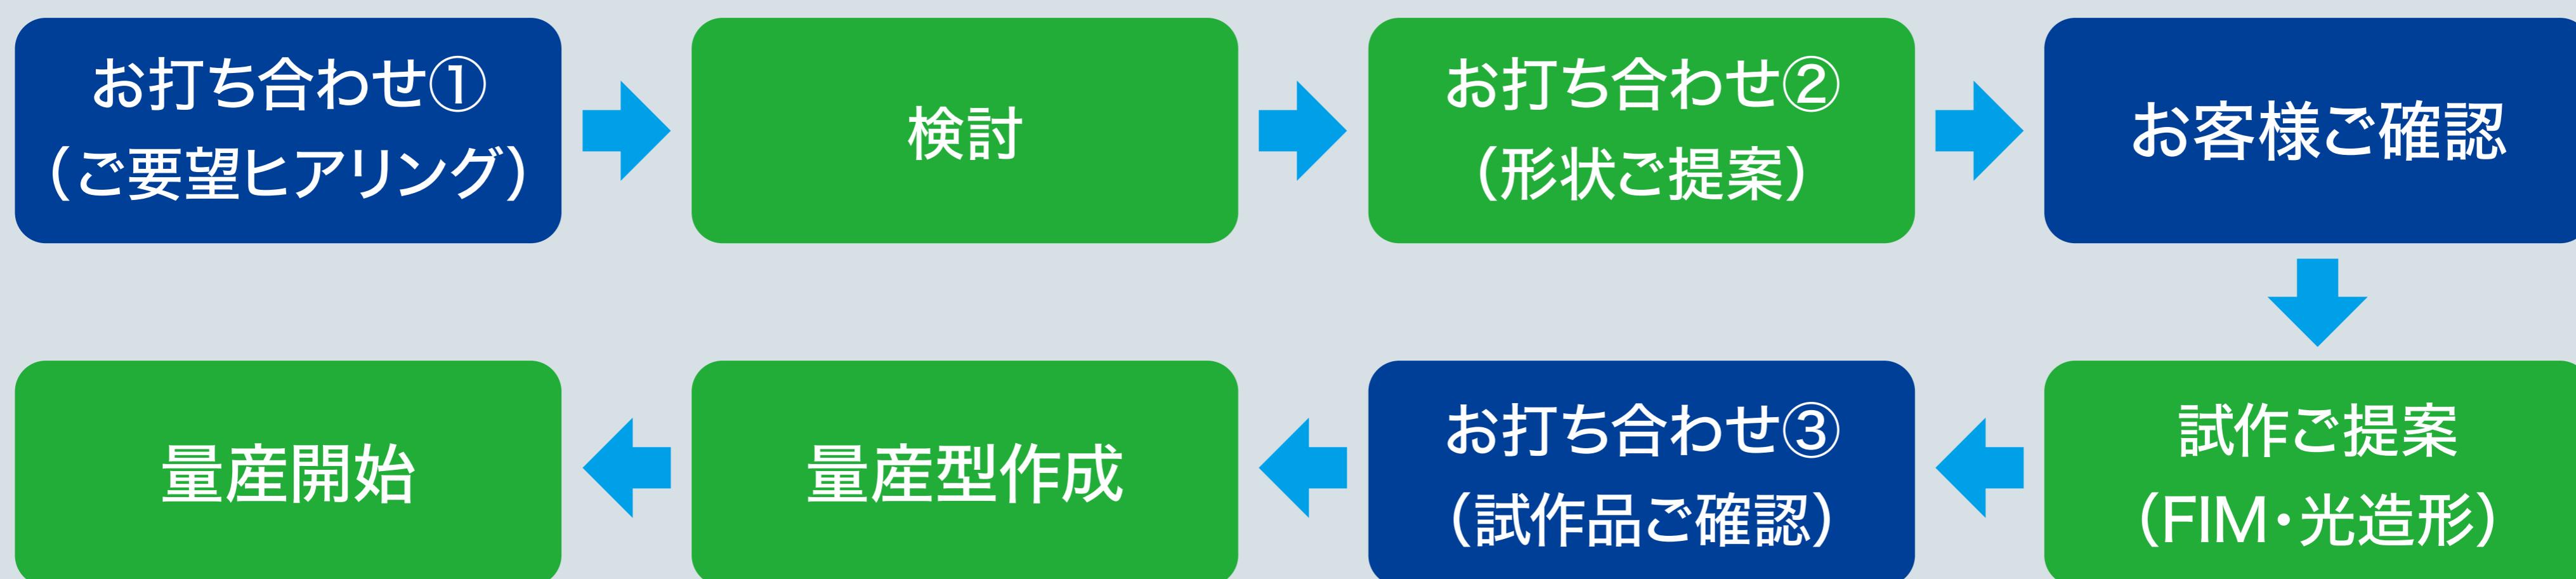 お打ち合わせ①
（ご要望ヒアリング）
検討
お打ち合わせ②
（形状ご提案）
お客様ご確認
試作ご提案
（FIM・光造形）
お打ち合わせ③
（試作品ご確認）
量産型作成
量産開始